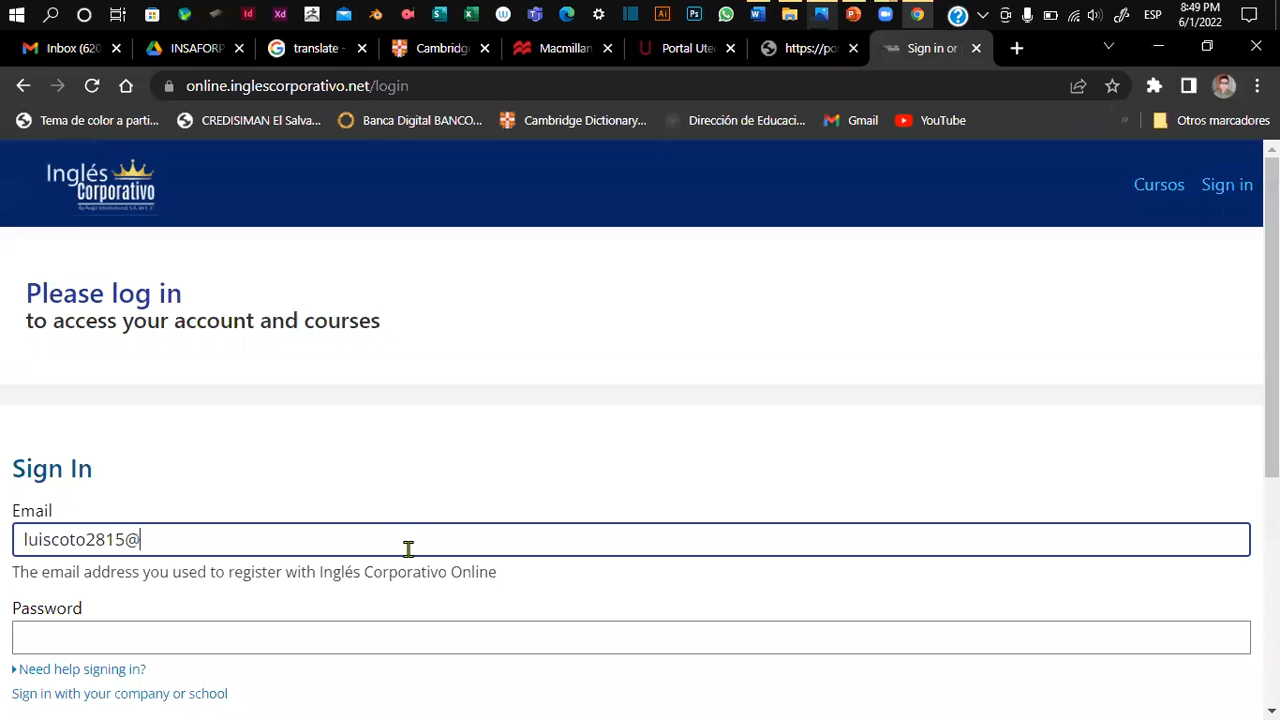 8:49 PM
ESP
6/1/2022
Inbox (620
INSAFORP
translate -
Cambridg
Macmillan
Portal Utec
https://po
Sign in or
online.inglescorporativo.net/login
Tema de color a parti...
CREDISIMAN El Salva...
Banca Digital BANCO...
Cambridge Dictionary...
Dirección de Educaci...
Gmail
YouTube
»
Otros marcadores
Inglés
Corporativo
Cursos
Sign in
Please log in
to access your account and courses
Sign In
Email
luiscoto2815@
The email address you used to register with Inglés Corporativo Online
Password
Need help signing in?
Sign in with your company or school